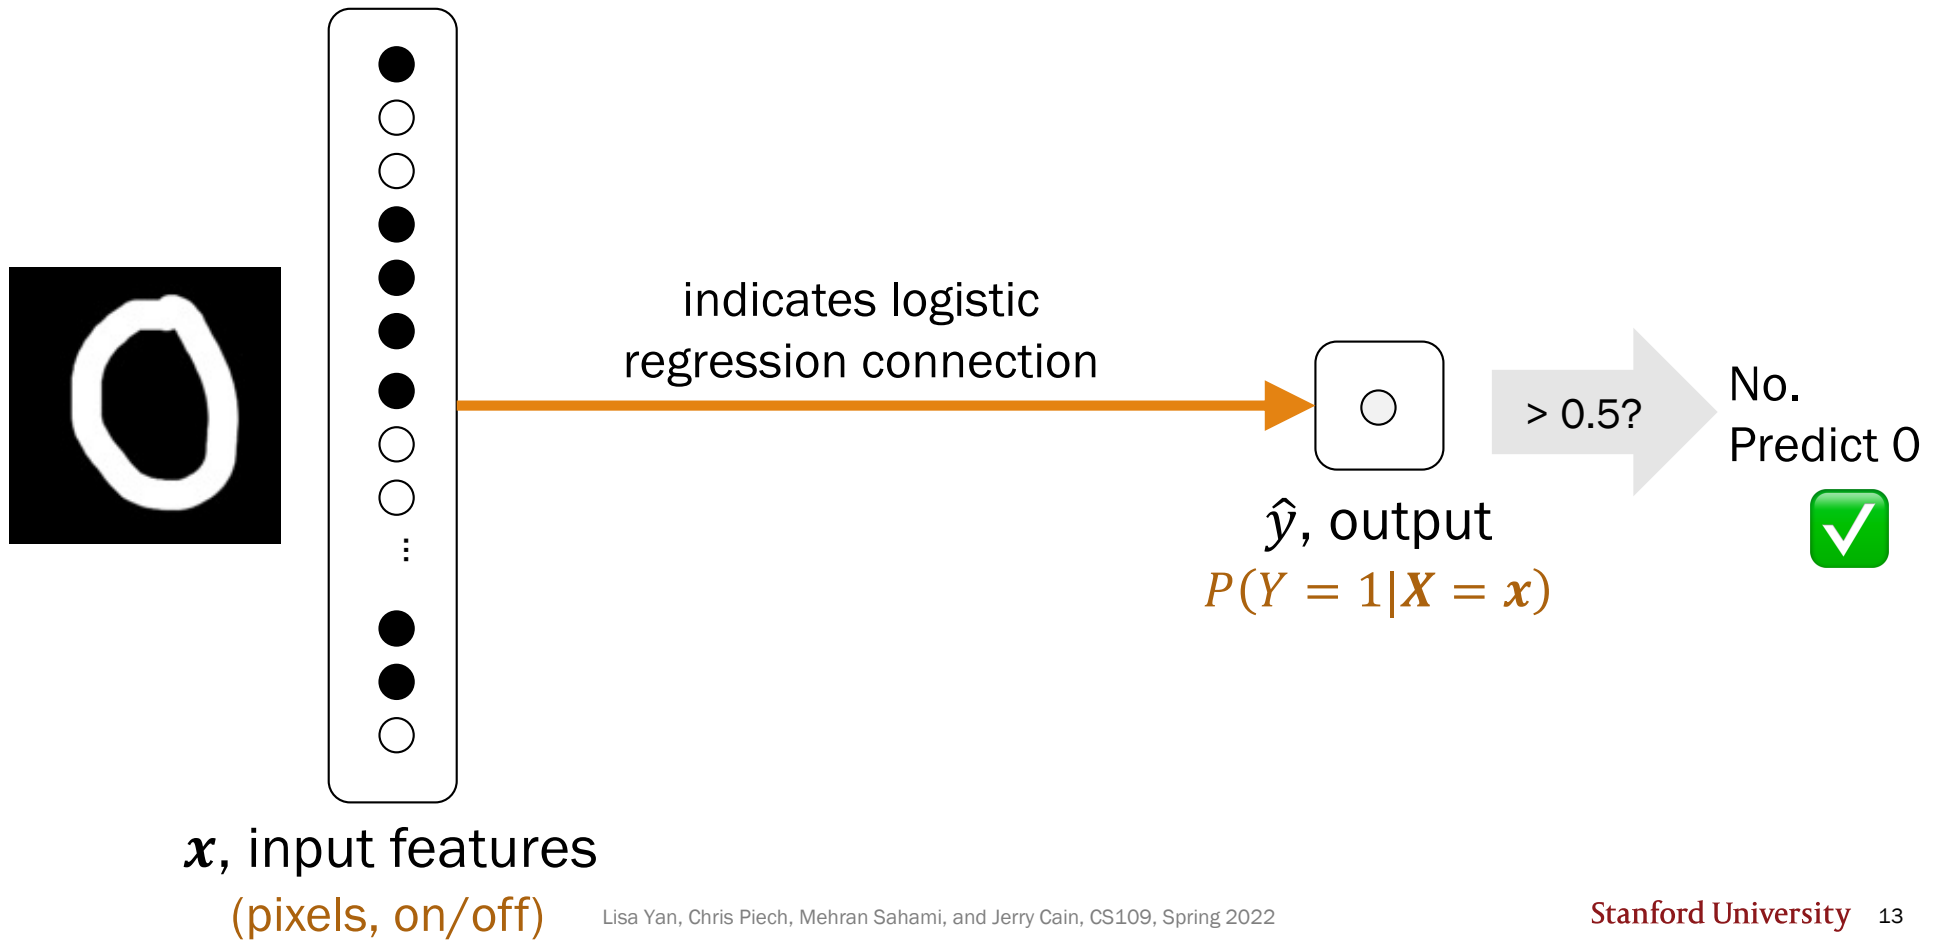 indicates logistic
regression connection
> 0.5?
No.
Predict 0
ŷ, output
P(Y = 1|X = x)
⋮
x, input features
(pixels, on/off)
Lisa Yan, Chris Piech, Mehran Sahami, and Jerry Cain, CS109, Spring 2022
Stanford University 13